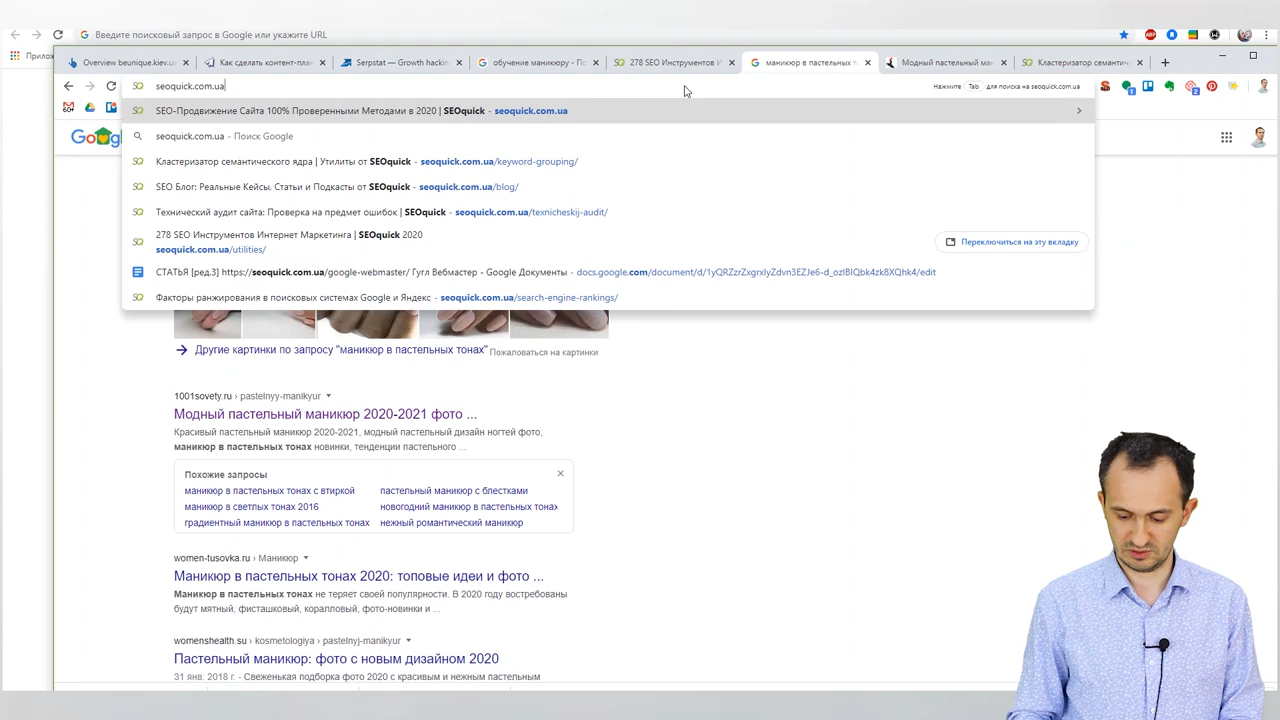 Введите поисковый запрос в Google или укажите URL
Прилож
Overview beunique.kiev.ua
Как сделать контент-план
Serpstat — Growth hackin
обучение маникюру - По
278 SEO Инструментов И
маникюр в пастельных то
Модный пастельный ман
Кластеризатор семантич
seoquick.com.ua
Нажмите Tab для поиска на seoquick.com.ua
SEO-Продвижение Сайта 100% Проверенными Методами в 2020 | SEOquick - seoquick.com.ua
seoquick.com.ua - Поиск Google
Кластеризатор семантического ядра | Утилиты от SEOquick - seoquick.com.ua/keyword-grouping/
SEO Блог: Реальные Кейсы, Статьи и Подкасты от SEOquick - seoquick.com.ua/blog/
Технический аудит сайта: Проверка на предмет ошибок | SEOquick - seoquick.com.ua/texnicheskij-audit/
278 SEO Инструментов Интернет Маркетинга | SEOquick 2020
seoquick.com.ua/utilities/
Переключиться на эту вкладку
СТАТЬЯ [ред.3] https://seoquick.com.ua/google-webmaster/ Гугл Вебмастер - Google Документы -
Факторы ранжирования в поисковых системах Google и Яндекс - seoquick.com.ua/search-engine-rankings/
Другие картинки по запросу "маникюр в пастельных тонах"
Пожаловаться на картинки
1001sovety.ru › pastelnyy-manikyur
Модный пастельный маникюр 2020-2021 фото ...
Красивый пастельный маникюр 2020-2021, модный пастельный дизайн ногтей фото,
маникюр в пастельных тонах новинки, тенденции пастельного ...
Похожие запросы
маникюр в пастельных тонах с втиркой
пастельный маникюр с блестками
маникюр в светлых тонах 2016
новогодний маникюр в пастельных тонах
градиентный маникюр в пастельных тонах
нежный романтический маникюр
women-tusovka.ru › Маникюр
Маникюр в пастельных тонах 2020: топовые идеи и фото ...
Маникюр в пастельных тонах не теряет своей популярности. В 2020 году востребованы
будут мятный, фисташковый, коралловый, фото-новинки и ...
womenshealth.su › kosmetologiya › pastelnyj-manikyur
Пастельный маникюр: фото с новым дизайном 2020
31 янв. 2018 г. - Свеженькая подборка фото 2020 с красивым и нежным пастельным